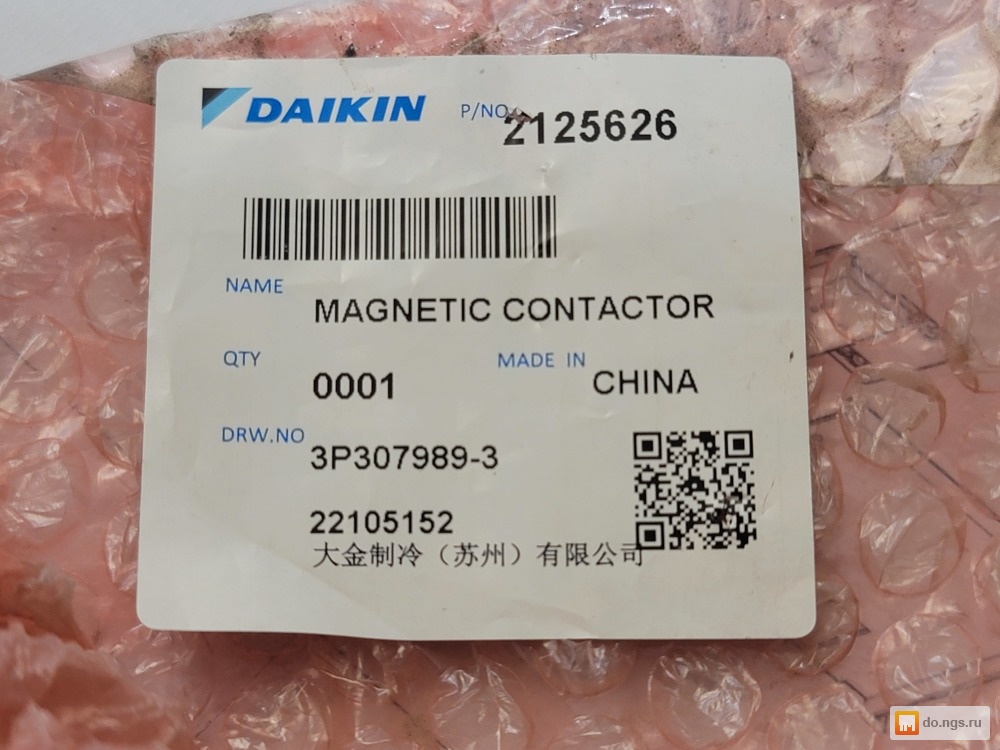 DAIKIN P/NO 2125626
NAME
MAGNETIC CONTACTOR
QTY 0001 MADE IN CHINA
DRW.NO 3P307989-3
22105152
大金制冷（苏州）有限公司
do.ngs.ru